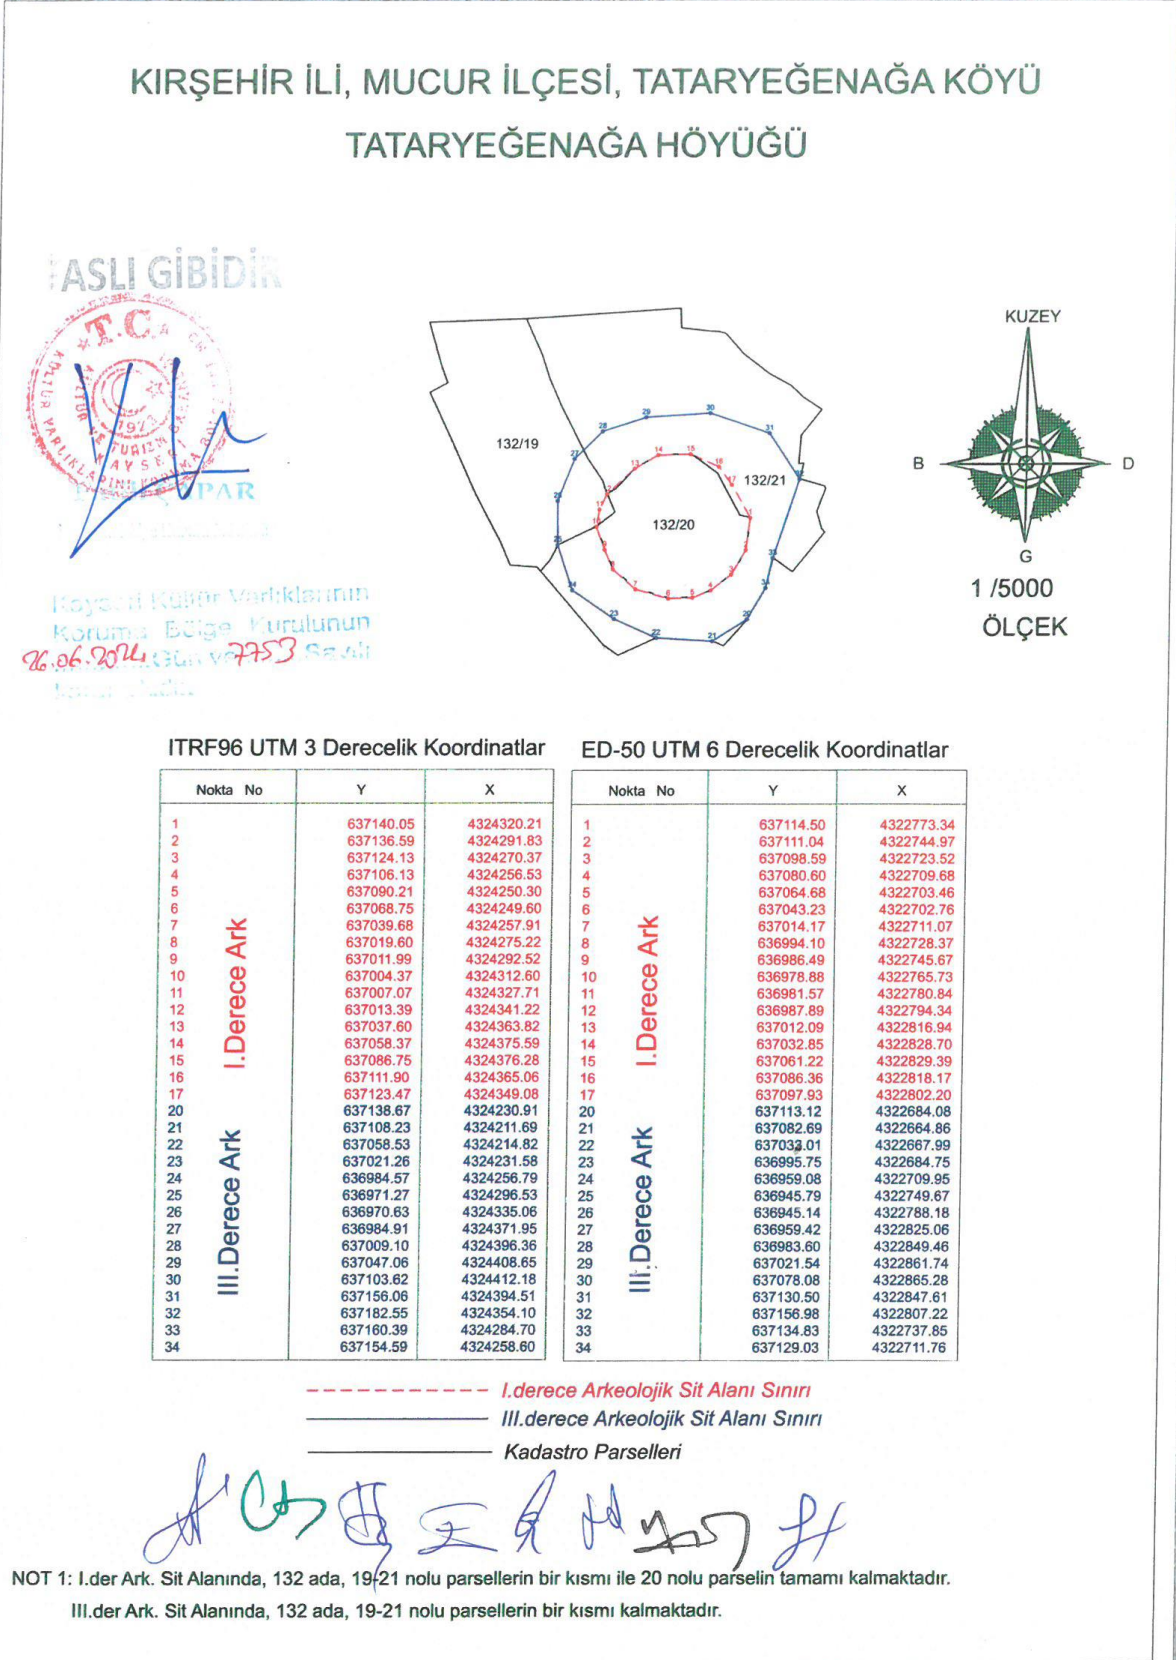 KIRŞEHİR İLİ, MUCUR İLÇESİ, TATARYEĞENAĞA KÖYÜ
TATARYEĞENAĞA HÖYÜĞÜ
ASLI GİBİDİR
T.C.
1923
KAYSERİ
Kayseri Kültür Varlıklarının
Koruma Bölge Kurulunun
26.06.2024 Gün ve 7753 Sayılı
132/19
132/20
132/21
KUZEY
B
D
G
1 /5000
ÖLÇEK
ITRF96 UTM 3 Derecelik Koordinatlar
Nokta No Y X
I.Derece Ark
1 637140.05 4324320.21
2 637136.59 4324291.83
3 637124.13 4324270.37
4 637106.13 4324256.53
5 637090.21 4324250.30
6 637068.75 4324249.60
7 637039.68 4324257.91
8 637019.60 4324275.22
9 637011.99 4324292.52
10 637004.37 4324312.60
11 637007.07 4324327.71
12 637013.39 4324341.22
13 637037.60 4324363.82
14 637058.37 4324375.59
15 637086.75 4324376.28
16 637111.90 4324365.06
17 637123.47 4324349.08
III.Derece Ark
20 637138.67 4324230.91
21 637108.23 4324211.69
22 637058.53 4324214.82
23 637021.26 4324231.58
24 636984.57 4324256.79
25 636971.27 4324296.53
26 636970.63 4324335.06
27 636984.91 4324371.95
28 637009.10 4324396.36
29 637047.06 4324408.65
30 637103.62 4324412.18
31 637156.06 4324394.51
32 637182.55 4324354.10
33 637160.39 4324284.70
34 637154.59 4324258.60
ED-50 UTM 6 Derecelik Koordinatlar
Nokta No Y X
I.Derece Ark
1 637114.50 4322773.34
2 637111.04 4322744.97
3 637098.59 4322723.52
4 637080.60 4322709.68
5 637064.68 4322703.46
6 637043.23 4322702.76
7 637014.17 4322711.07
8 636994.10 4322728.37
9 636986.49 4322745.67
10 636978.88 4322765.73
11 636981.57 4322780.84
12 636987.89 4322794.34
13 637012.09 4322816.94
14 637032.85 4322828.70
15 637061.22 4322829.39
16 637086.36 4322818.17
17 637097.93 4322802.20
III.Derece Ark
20 637113.12 4322684.08
21 637082.69 4322664.86
22 637033.01 4322667.99
23 636995.75 4322684.75
24 636959.08 4322709.95
25 636945.79 4322749.67
26 636945.14 4322788.18
27 636959.42 4322825.06
28 636983.60 4322849.46
29 637021.54 4322861.74
30 637078.08 4322865.28
31 637130.50 4322847.61
32 637156.98 4322807.22
33 637134.83 4322737.85
34 637129.03 4322711.76
I.derece Arkeolojik Sit Alanı Sınırı
III.derece Arkeolojik Sit Alanı Sınırı
Kadastro Parselleri
NOT 1: I.der Ark. Sit Alanında, 132 ada, 19-21 nolu parsellerin bir kısmı ile 20 nolu parselin tamamı kalmaktadır.
III.der Ark. Sit Alanında, 132 ada, 19-21 nolu parsellerin bir kısmı kalmaktadır.